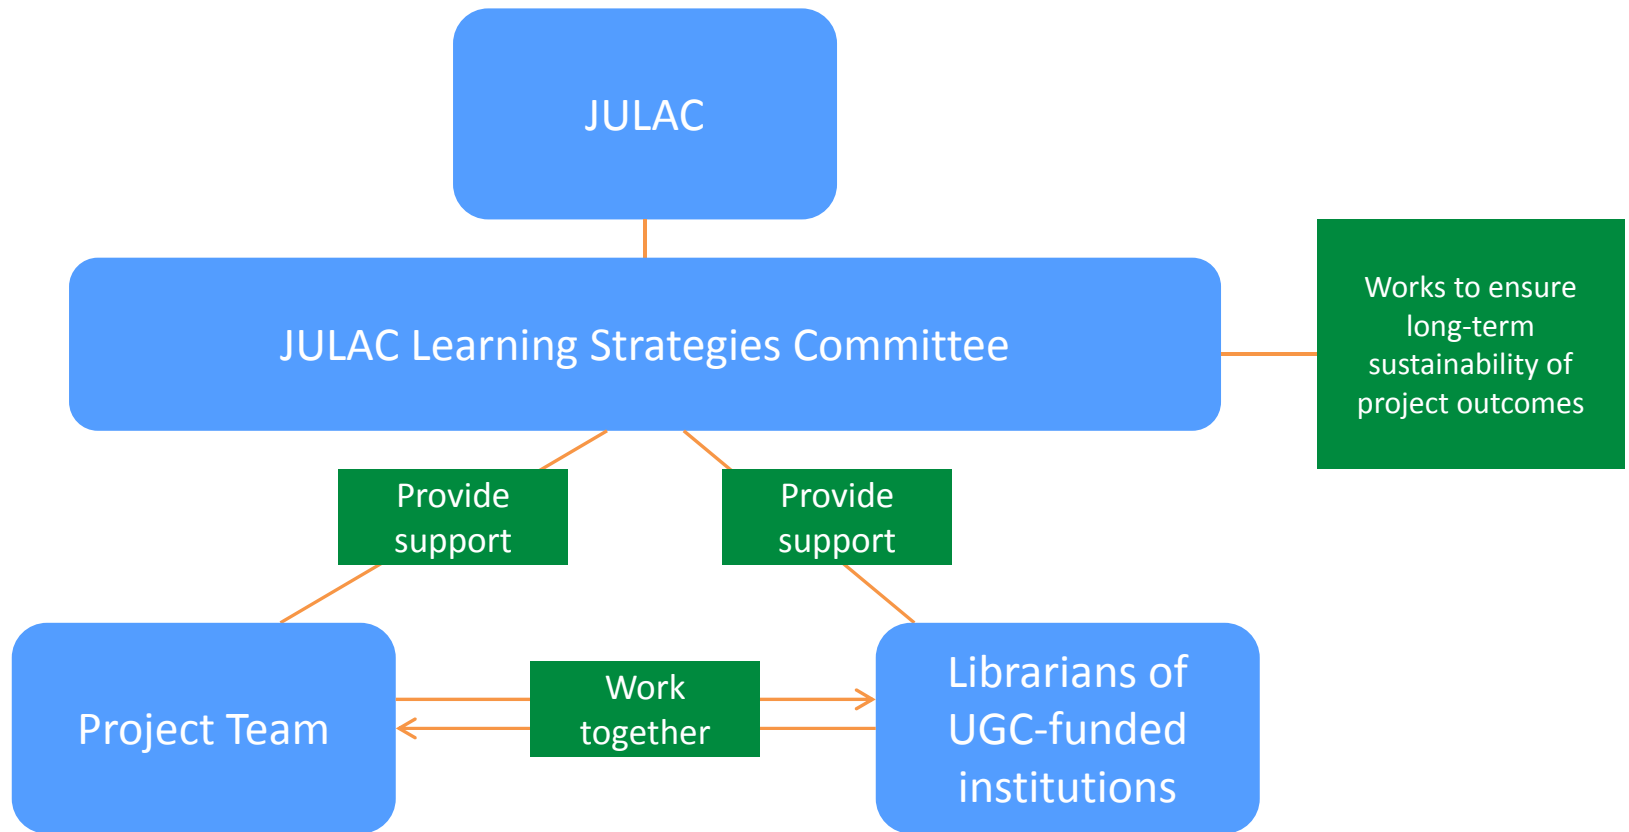 JULAC
JULAC Learning Strategies Committee
Works to ensure
long-term
sustainability of
project outcomes
Provide
support
Provide
support
Project Team
Work
together
Librarians of
UGC-funded
institutions